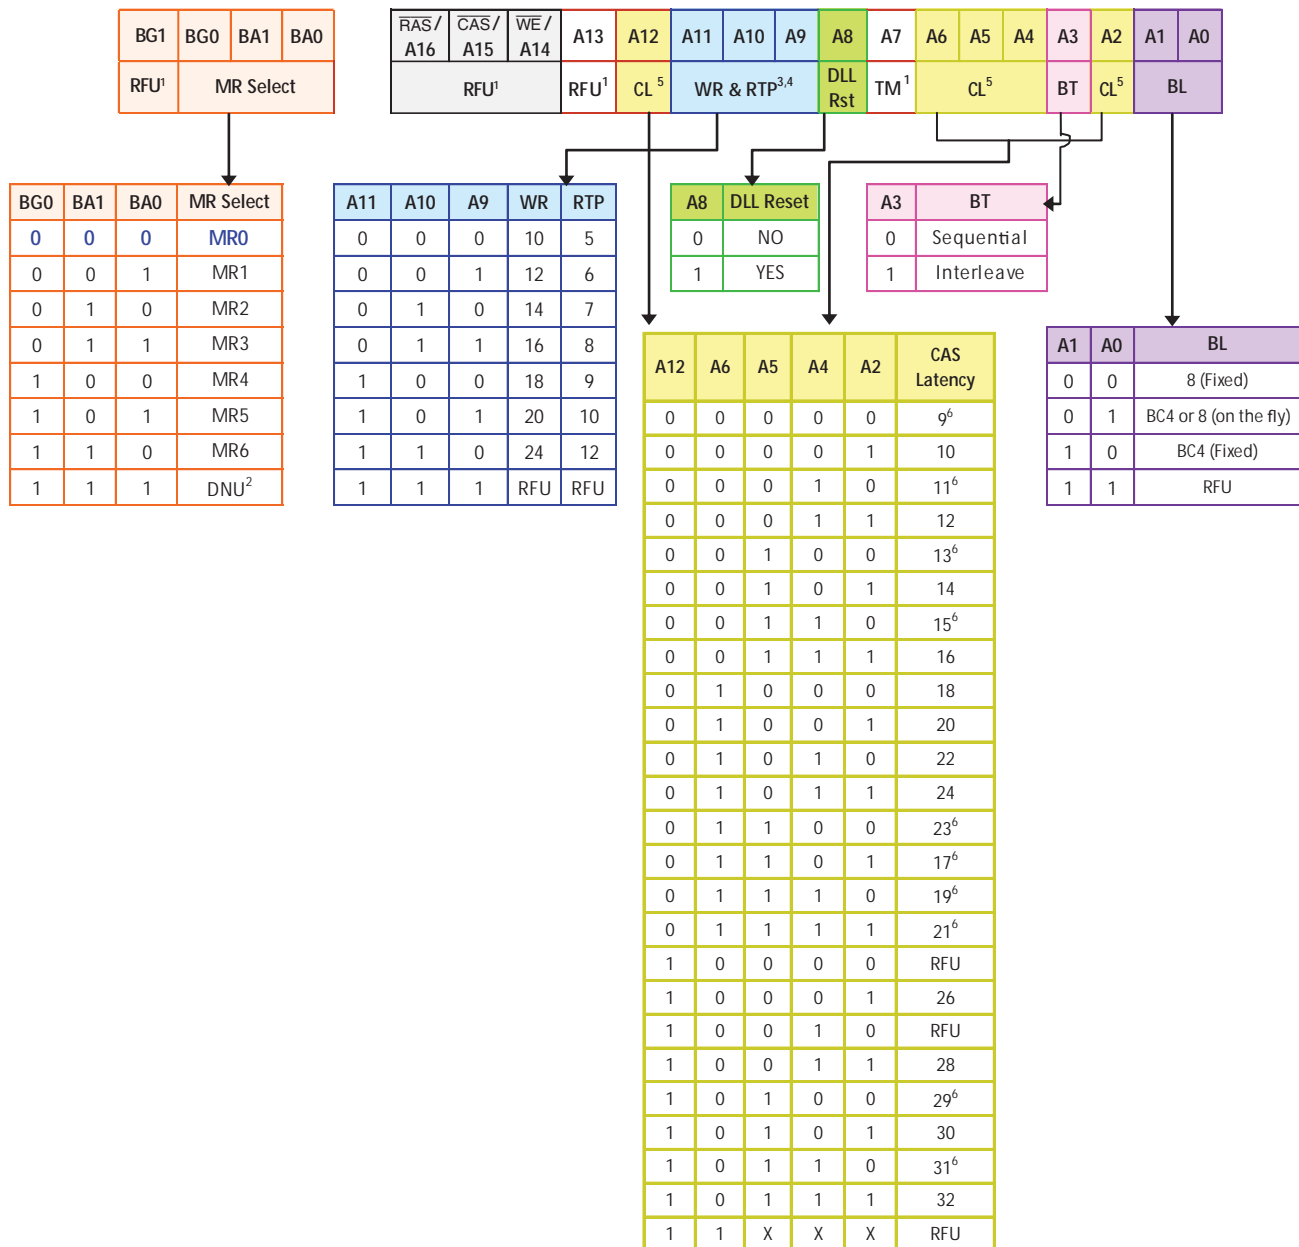 BG1 BG0 BA1 BA0
RFU¹ MR Select
RAS/ A16 CAS/ A15 WE/ A14 A13 A12 A11 A10 A9 A8 A7 A6 A5 A4 A3 A2 A1 A0
RFU¹ RFU¹ CL⁵ WR & RTP³,⁴ DLL Rst TM¹ CL⁵ BT CL⁵ BL
BG0 BA1 BA0 MR Select
0 0 0 MR0
0 0 1 MR1
0 1 0 MR2
0 1 1 MR3
1 0 0 MR4
1 0 1 MR5
1 1 0 MR6
1 1 1 DNU²
A11 A10 A9 WR RTP
0 0 0 10 5
0 0 1 12 6
0 1 0 14 7
0 1 1 16 8
1 0 0 18 9
1 0 1 20 10
1 1 0 24 12
1 1 1 RFU RFU
A8 DLL Reset
0 NO
1 YES
A3 BT
0 Sequential
1 Interleave
A12 A6 A5 A4 A2 CAS Latency
0 0 0 0 0 9⁶
0 0 0 0 1 10
0 0 0 1 0 11⁶
0 0 0 1 1 12
0 0 1 0 0 13⁶
0 0 1 0 1 14
0 0 1 1 0 15⁶
0 0 1 1 1 16
0 1 0 0 0 18
0 1 0 0 1 20
0 1 0 1 0 22
0 1 0 1 1 24
0 1 1 0 0 23⁶
0 1 1 0 1 17⁶
0 1 1 1 0 19⁶
0 1 1 1 1 21⁶
1 0 0 0 0 RFU
1 0 0 0 1 26
1 0 0 1 0 RFU
1 0 0 1 1 28
1 0 1 0 0 29⁶
1 0 1 0 1 30
1 0 1 1 0 31⁶
1 0 1 1 1 32
1 1 X X X RFU
A1 A0 BL
0 0 8 (Fixed)
0 1 BC4 or 8 (on the fly)
1 0 BC4 (Fixed)
1 1 RFU